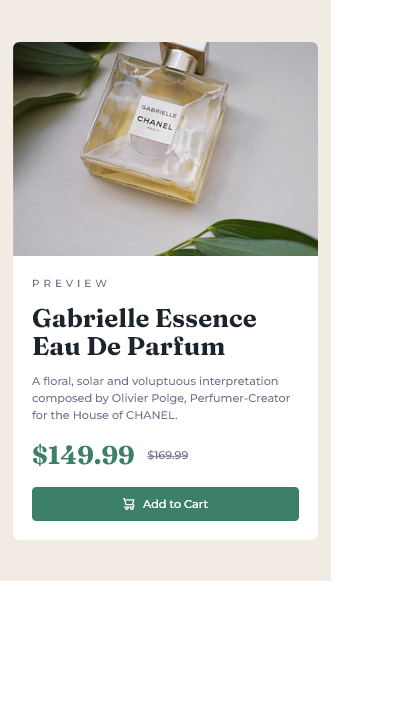 GABRIELLE
CHANEL
PARIS
PREVIEW
Gabrielle Essence
Eau De Parfum
A floral, solar and voluptuous interpretation
composed by Olivier Polge, Perfumer-Creator
for the House of CHANEL.
$149.99 $169.99
Add to Cart